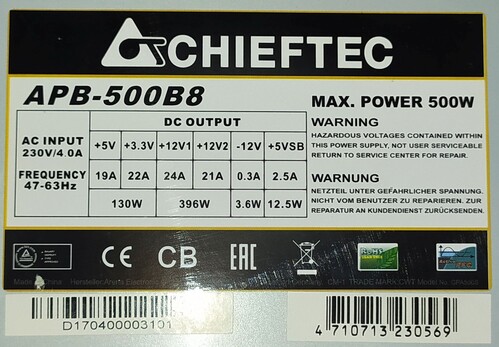 CHIEFTEC
APB-500B8
MAX. POWER 500W
AC INPUT
230V/4.0A
FREQUENCY
47-63Hz
DC OUTPUT
+5V +3.3V +12V1 +12V2 -12V +5VSB
19A 22A 24A 21A 0.3A 2.5A
130W 396W 3.6W 12.5W
WARNING
HAZARDOUS VOLTAGES CONTAINED WITHIN
THIS POWER SUPPLY, NOT USER SERVICEABLE
RETURN TO SERVICE CENTER FOR REPAIR.
WARNUNG
NETZTEIL UNTER GEFÄHRLICHER SPANNUNG.
NICHT VOM BENUTZER ZU REPARIEREN. ZUR
REPARATUR AN KUNDENDIENST ZURÜCKSENDEN.
CE CB EAC
D170400003101
4 710713 230569